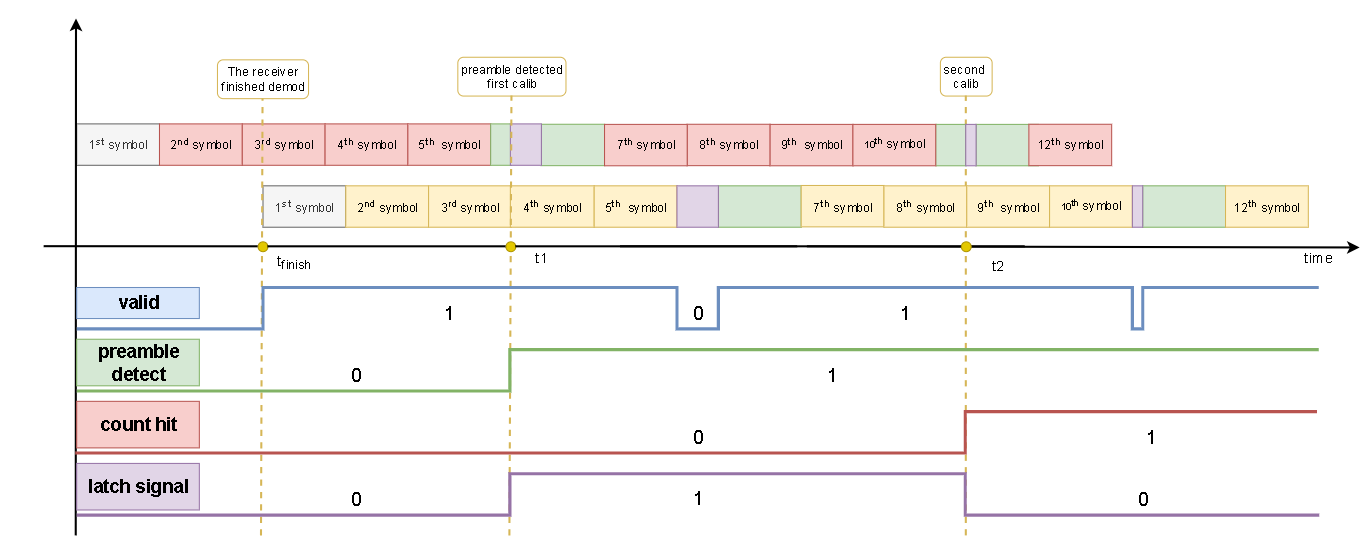 The receiver
finished demod
preamble detected
first calib
second
calib
1st symbol
2nd symbol
3rd symbol
4th symbol
5th symbol
7th symbol
8th symbol
9th symbol
10th symbol
12th symbol
1st symbol
2nd symbol
3rd symbol
4th symbol
5th symbol
7th symbol
8th symbol
9th symbol
10th symbol
12th symbol
tfinish
t1
t2
time
valid
1
0
1
preamble
detect
0
1
count hit
0
1
latch signal
0
1
0